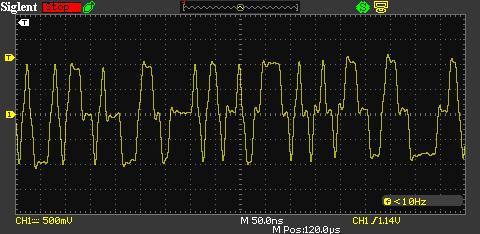 Siglent Stop
T
T
1
f <10Hz
CH1 500mV M 50.0ns CH1 /1.14V
M Pos:120.0µs